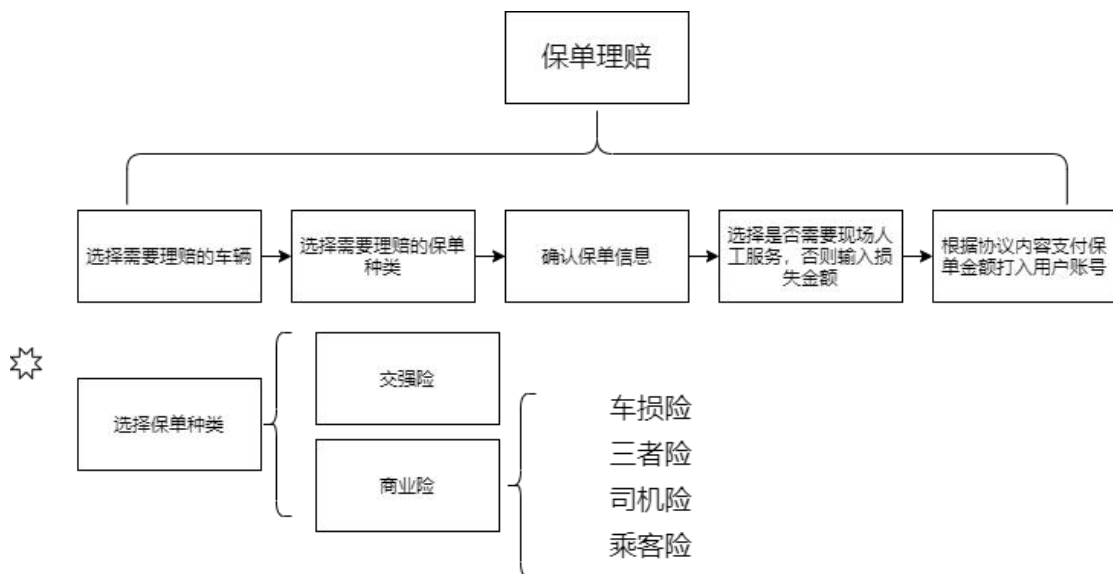 保单理赔
选择需要理赔的车辆
选择需要理赔的保单
种类
确认保单信息
选择是否需要现场人
工服务，否则输入损
失金额
根据协议内容支付保
单金额打入用户账号
选择保单种类
交强险
商业险
车损险
三者险
司机险
乘客险